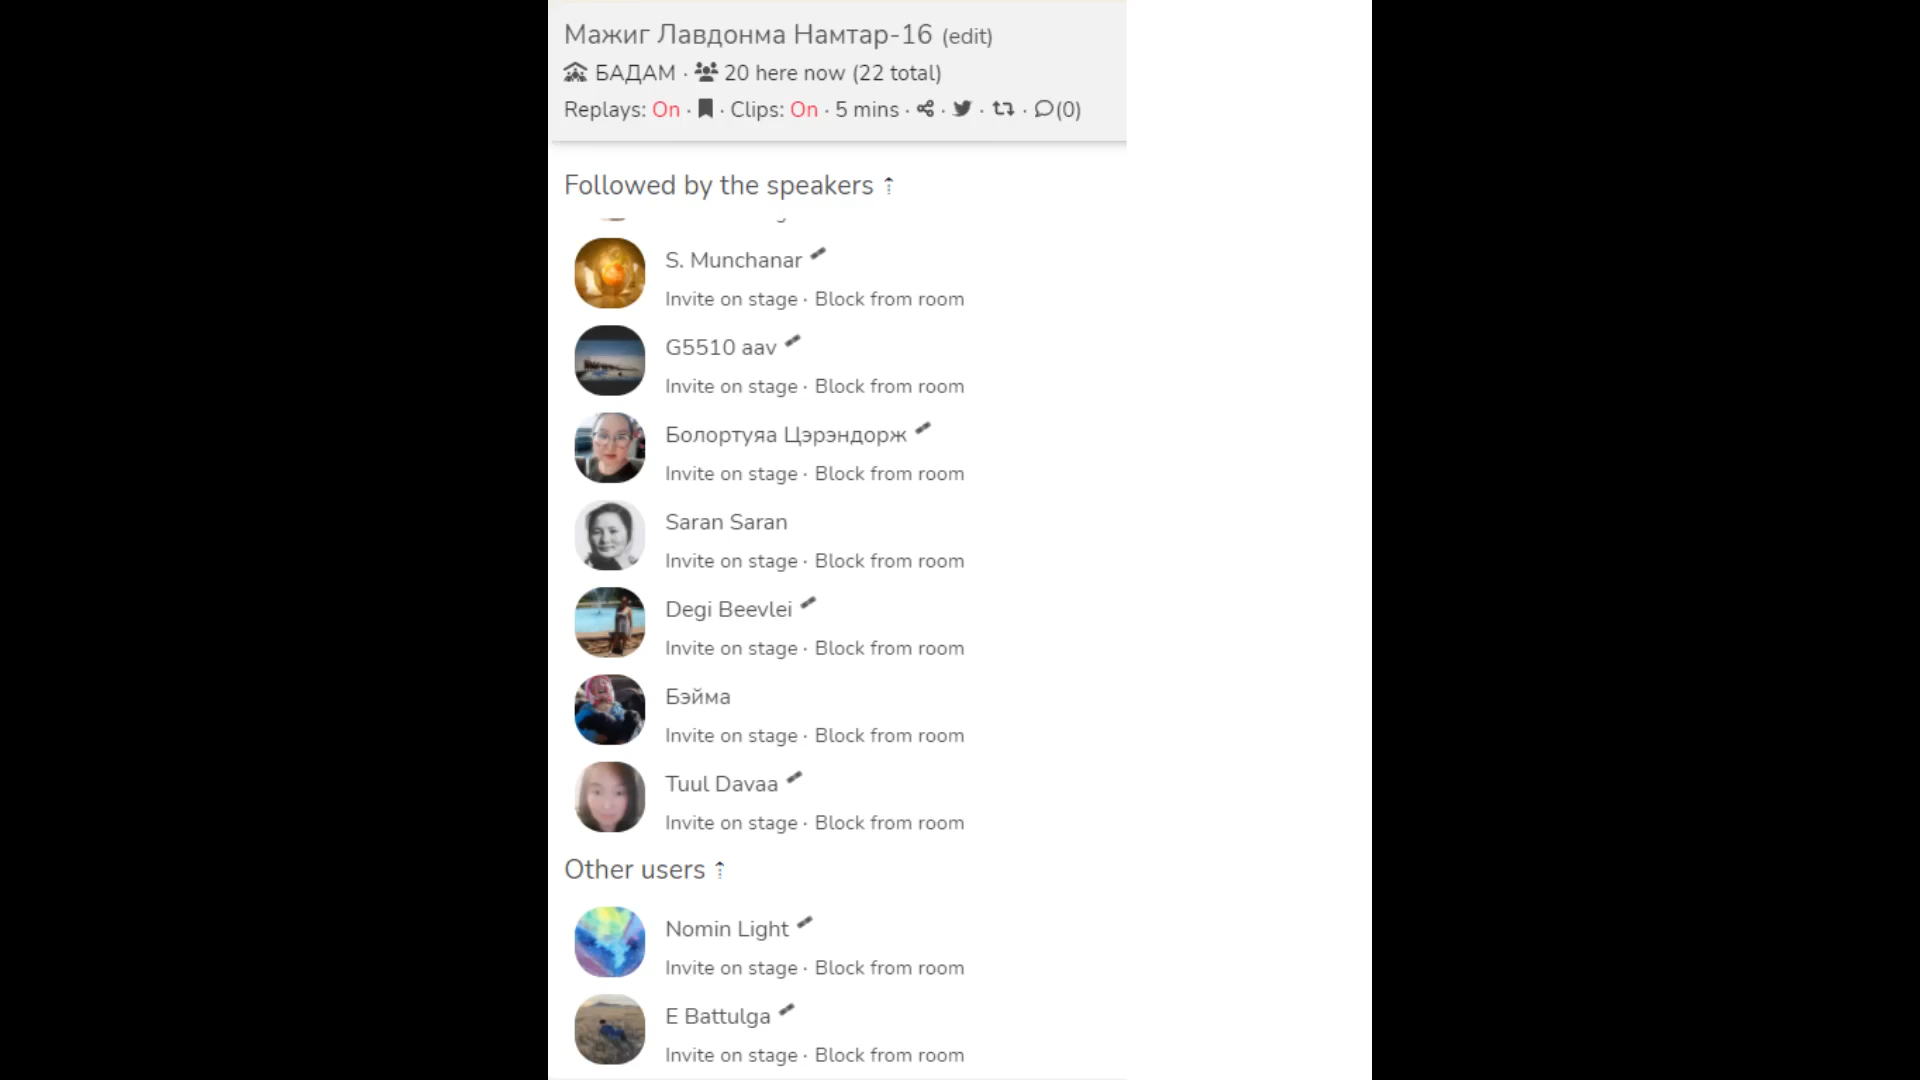 Мажиг Лавдонма Намтар-16 (edit)
БАДАМ · 20 here now (22 total)
Replays: On · · Clips: On · 5 mins · · · · (0)
Followed by the speakers ⇡
S. Munchanar
Invite on stage · Block from room
G5510 aav
Invite on stage · Block from room
Болортуяа Цэрэндорж
Invite on stage · Block from room
Saran Saran
Invite on stage · Block from room
Degi Beevlei
Invite on stage · Block from room
Бэйма
Invite on stage · Block from room
Tuul Davaa
Invite on stage · Block from room
Other users ⇡
Nomin Light
Invite on stage · Block from room
E Battulga
Invite on stage · Block from room